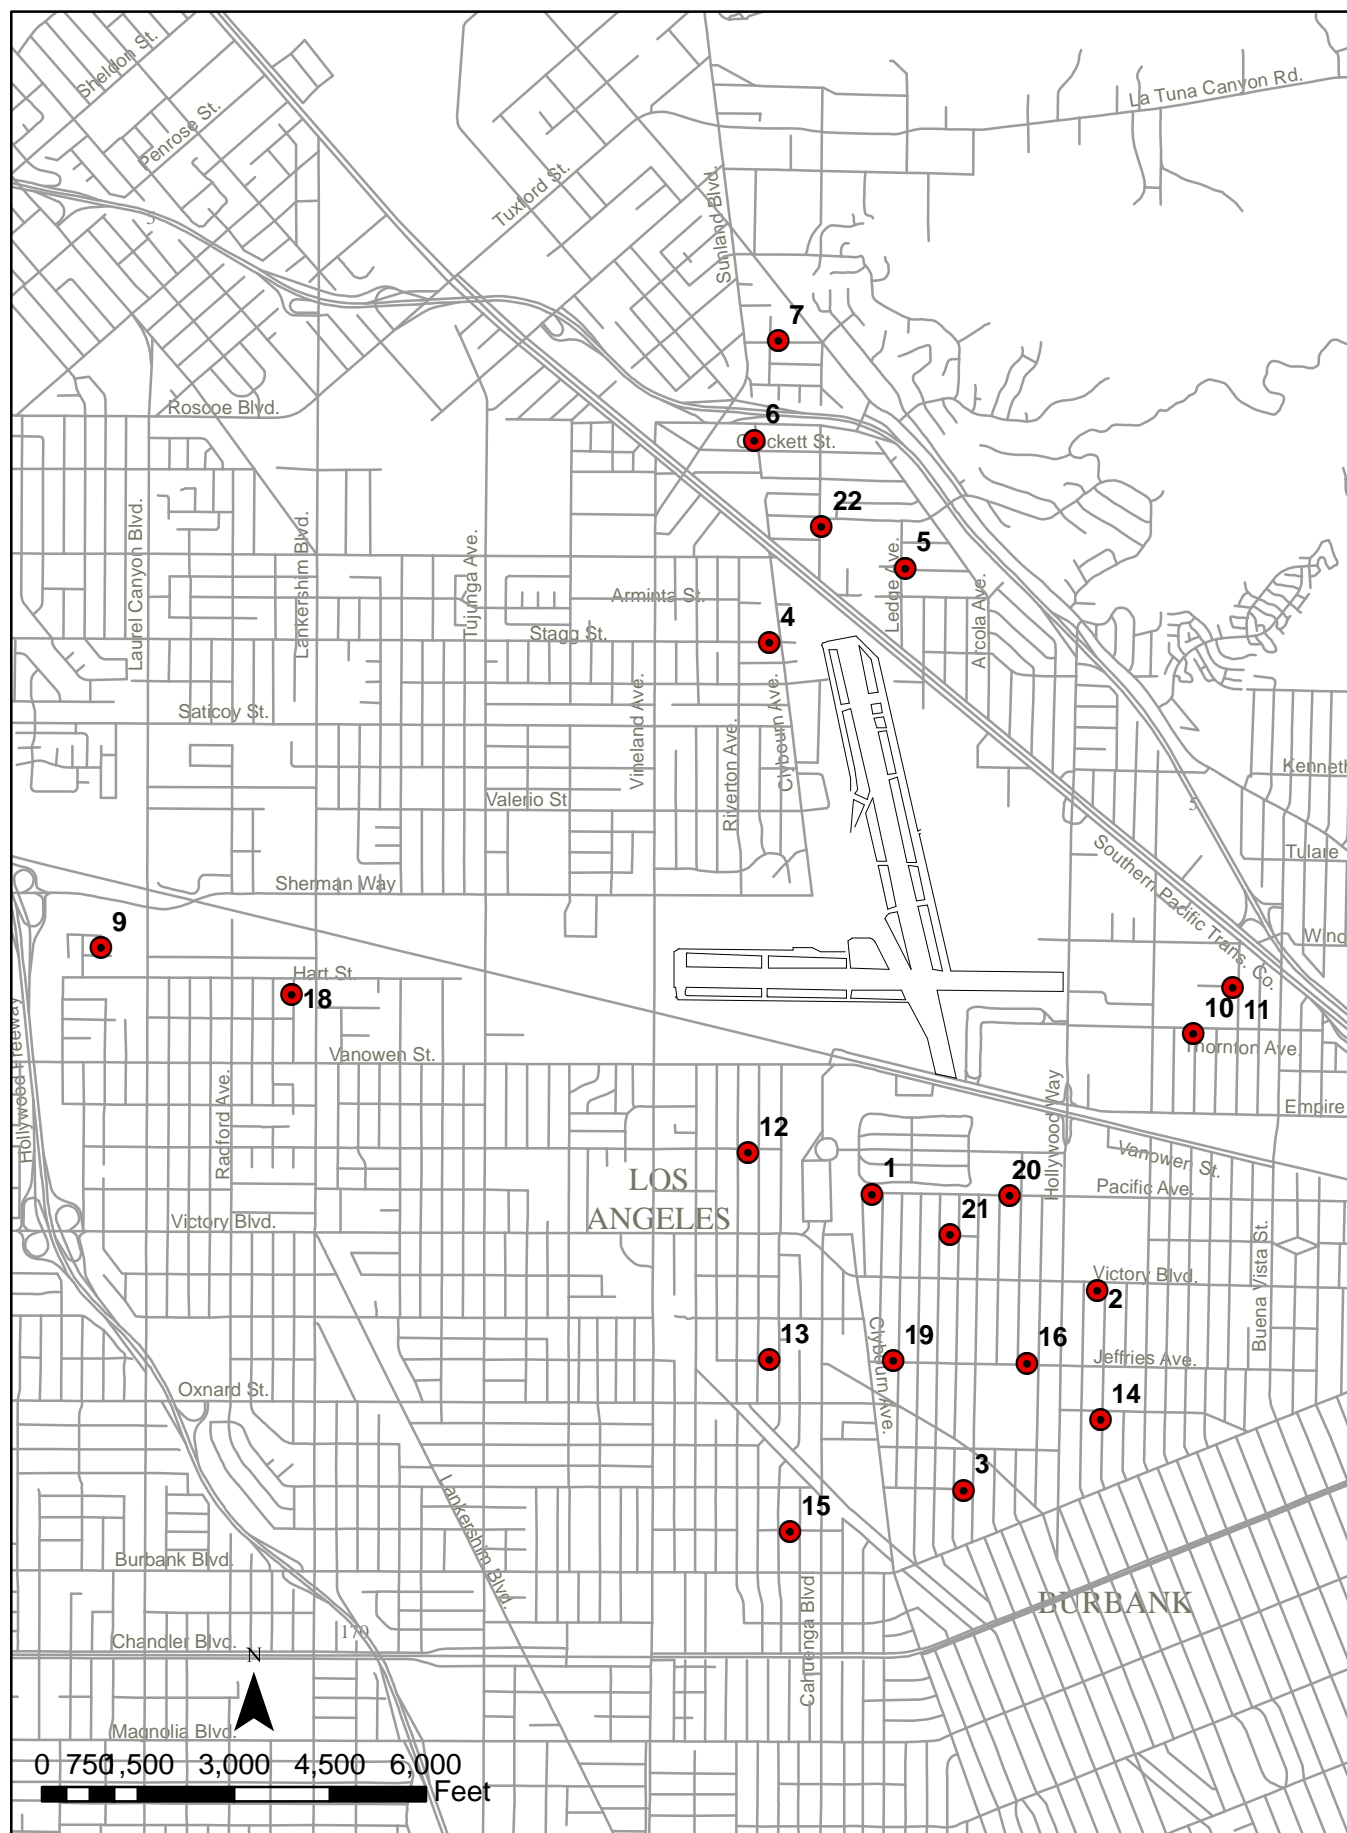 Sheldon St.
La Tuna Canyon Rd.
Penrose St.
Tuxford St.
Sunland Blvd.
5
7
Roscoe Blvd.
6
Crockett St.
22
5
Laurel Canyon Blvd.
Lankershim Blvd.
Tujunga Ave.
Arminta St.
Ledge Ave.
Arcola Ave.
4
Stagg St.
Saticoy St.
Vineland Ave.
Riverton Ave.
Clybourn Ave.
Kenneth
Valerio St
5
Tulare
Southern Pacific Trans. Co.
Sherman Way
9
Hart St.
18
10
11
Thornton Ave.
Vanowen St.
Hollywood Freeway
Radford Ave.
Hollywood Way
Empire
12
Vanowen St.
LOS
ANGELES
1
20
Pacific Ave.
21
Victory Blvd.
Victory Blvd.
2
Buena Vista St.
13
19
16
Jeffries Ave.
Clybourn Ave.
Oxnard St.
14
3
Lankershim Blvd.
15
Burbank Blvd.
Cahuenga Blvd
BURBANK
Chandler Blvd.
170
N
Magnolia Blvd.
0 750 1,500 3,000 4,500 6,000
Feet